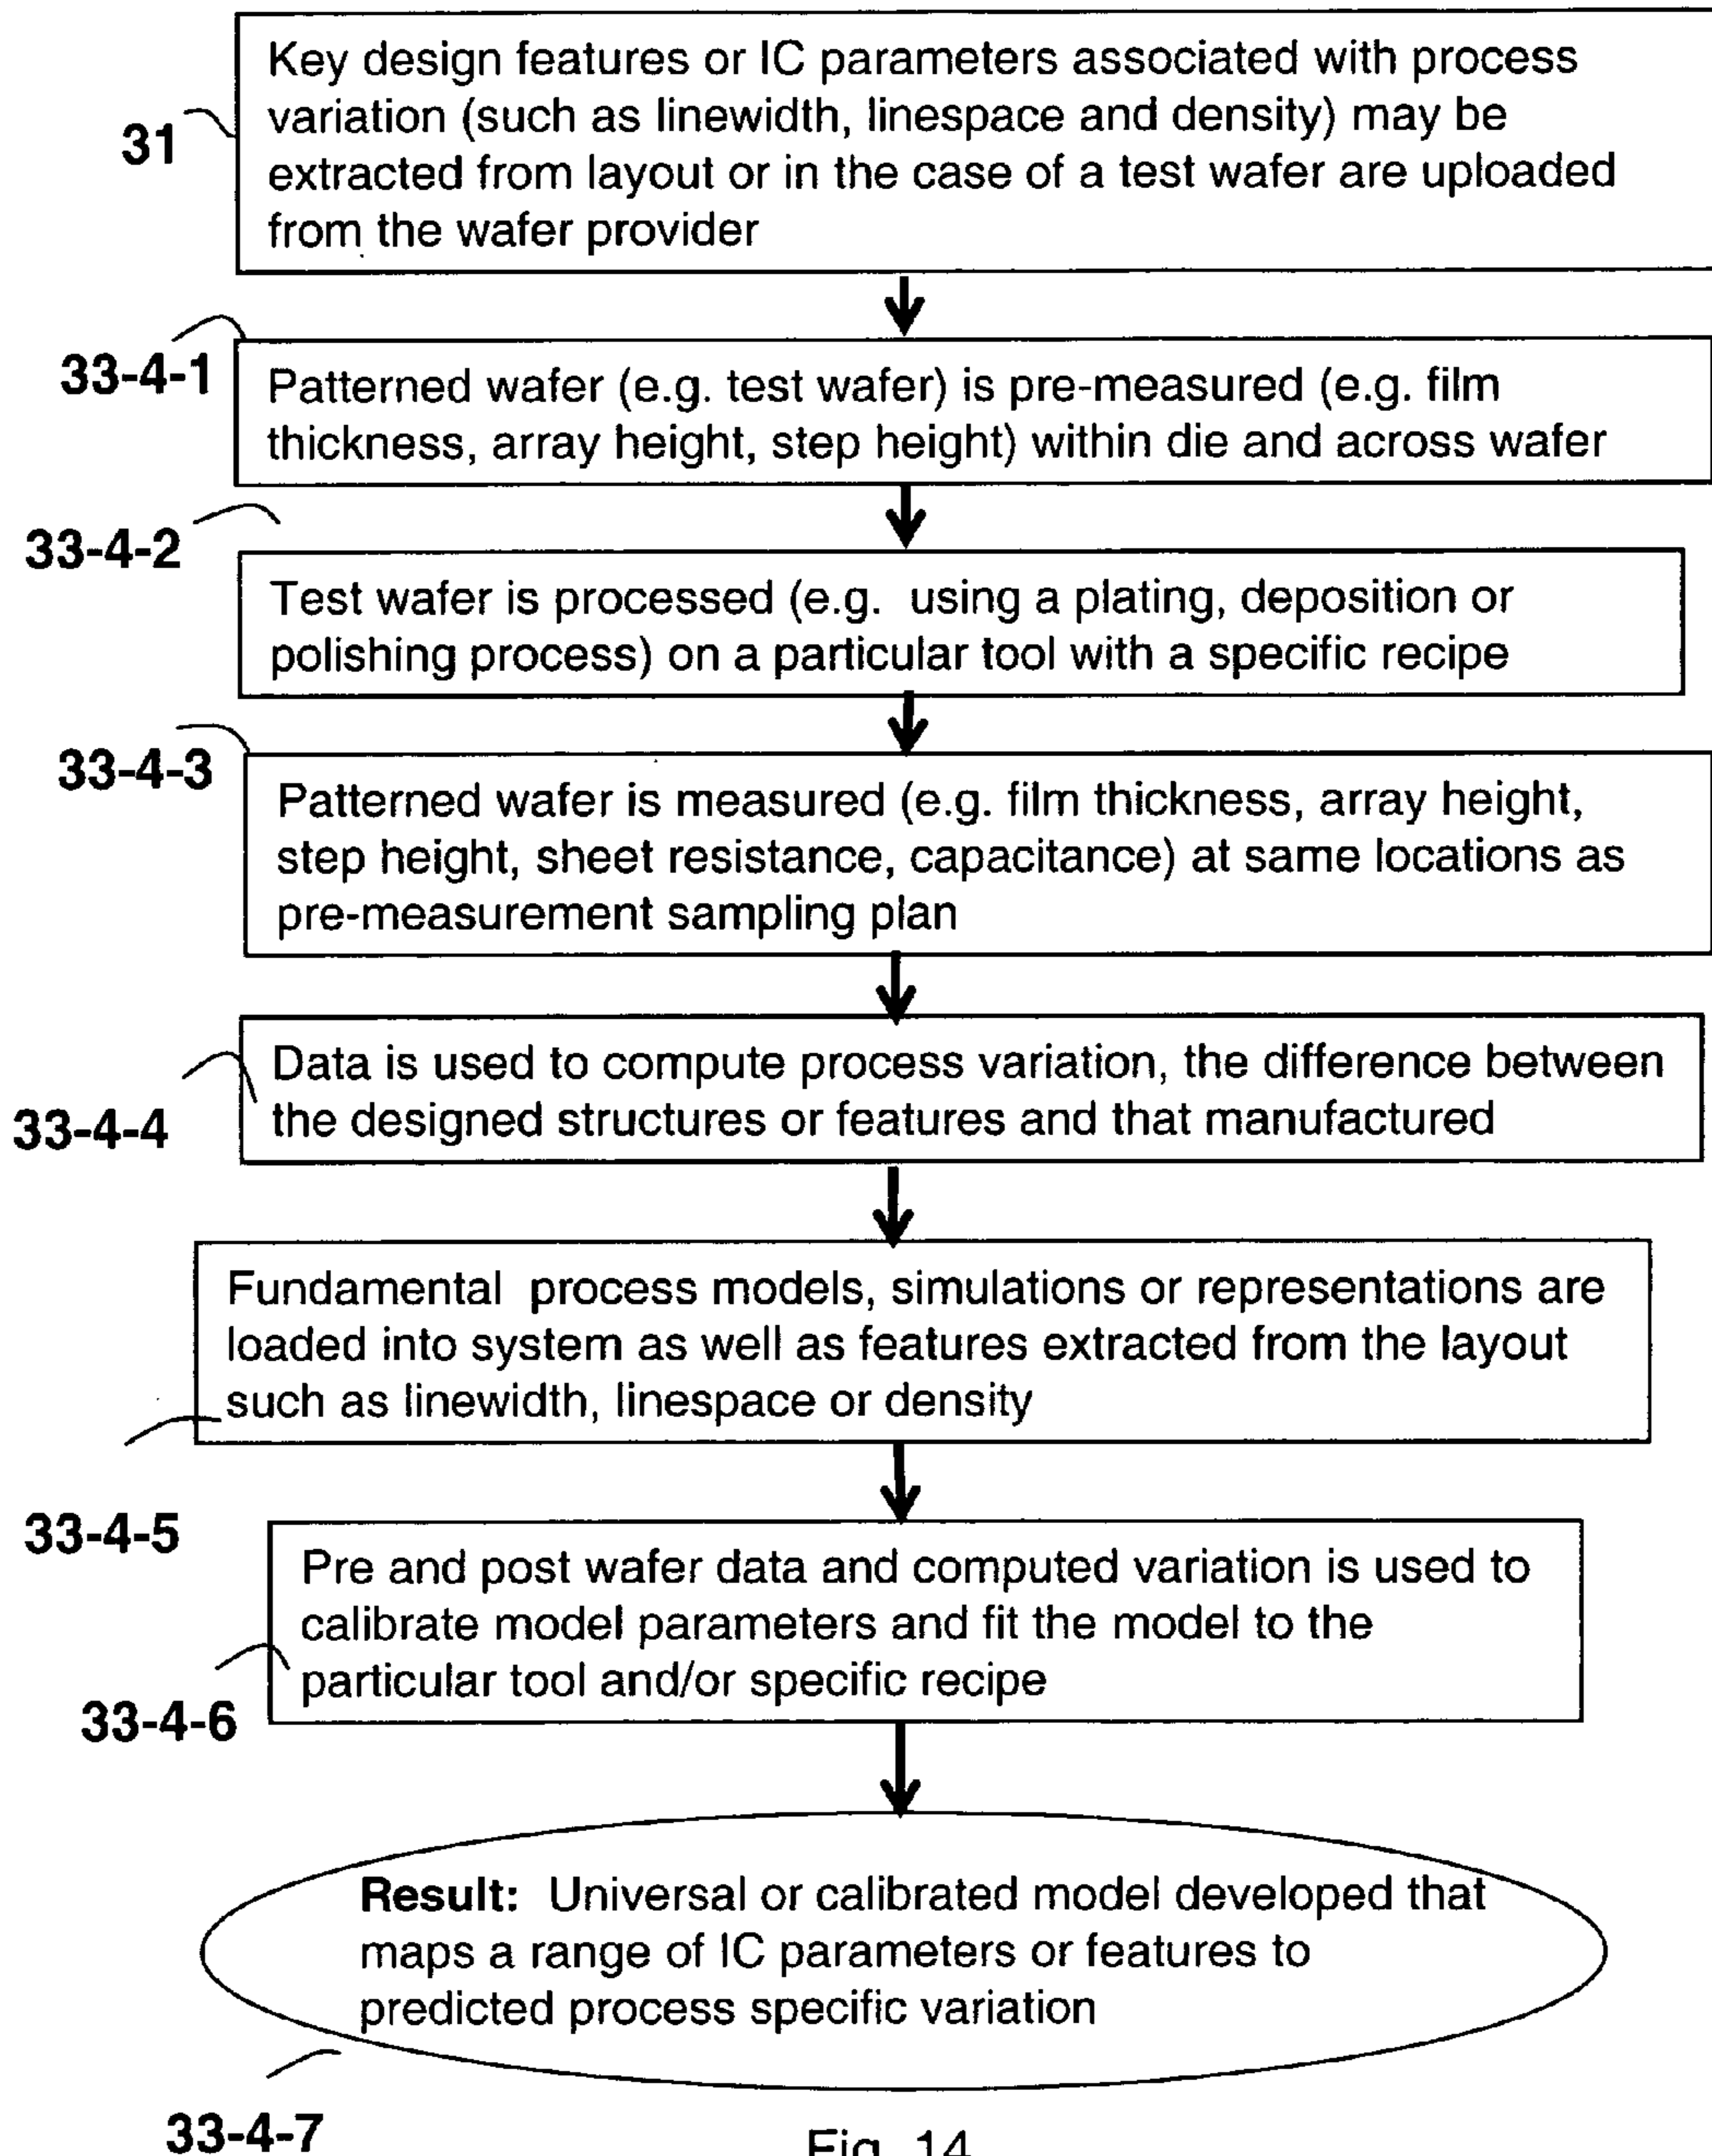 Key design features or IC parameters associated with process
variation (such as linewidth, linespace and density) may be
31
extracted from layout or in the case of a test wafer are uploaded
from the wafer provider
33-4-1
Patterned wafer (e.g. test wafer) is pre-measured (e.g. film
thickness, array height, step height) within die and across wafer
33-4-2
Test wafer is processed (e.g. using a plating, deposition or
polishing process) on a particular tool with a specific recipe
33-4-3
Patterned wafer is measured (e.g. film thickness, array height,
step height, sheet resistance, capacitance) at same locations as
pre-measurement sampling plan
Data is used to compute process variation, the difference between
the designed structures or features and that manufactured
33-4-4
Fundamental process models, simulations or representations are
loaded into system as well as features extracted from the layout
such as linewidth, linespace or density
33-4-5
Pre and post wafer data and computed variation is used to
calibrate model parameters and fit the model to the
particular tool and/or specific recipe
33-4-6
Result: Universal or calibrated model developed that
maps a range of IC parameters or features to
predicted process specific variation
33-4-7
Fig. 14